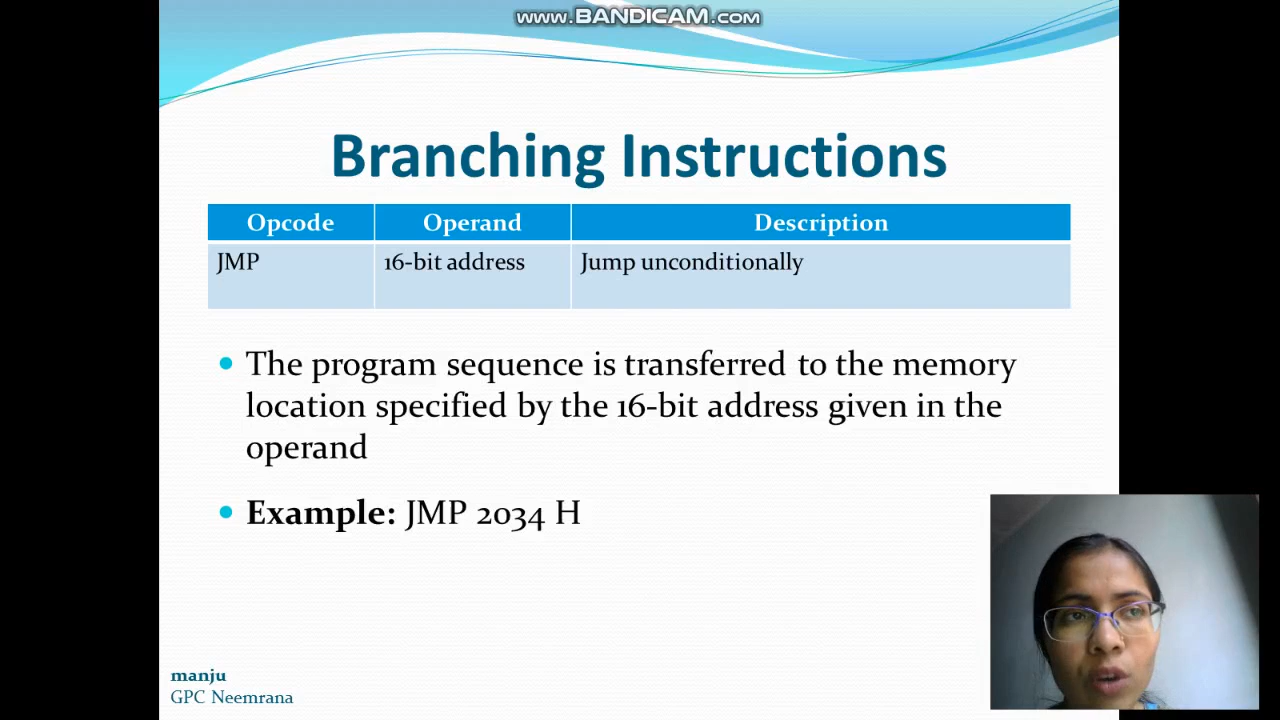 www.BANDICAM.com
Branching Instructions
Opcode Operand Description
JMP 16-bit address Jump unconditionally
• The program sequence is transferred to the memory
location specified by the 16-bit address given in the
operand
• Example: JMP 2034 H
manju
GPC Neemrana